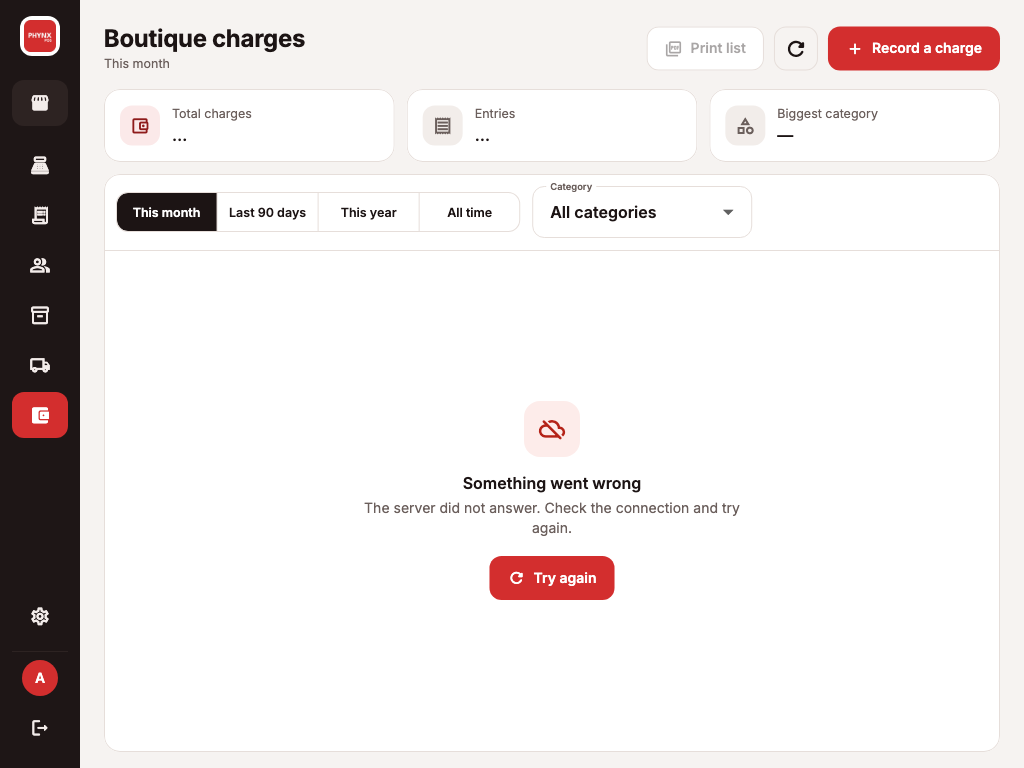 PHYNX
Boutique charges
This month
Print list
Record a charge
Total charges
...
Entries
...
Biggest category
—
This month
Last 90 days
This year
All time
Category
All categories
Something went wrong
The server did not answer. Check the connection and try
again.
Try again
A